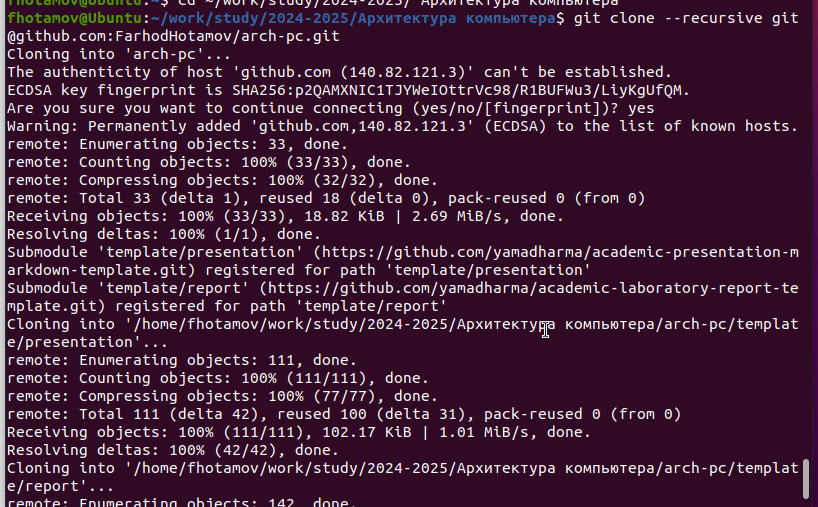 fhotamov@Ubuntu:~$ cd ~/work/study/2024-2025/"Архитектура компьютера
fhotamov@Ubuntu:~/work/study/2024-2025/Архитектура компьютера$ git clone --recursive git
@github.com:FarhodHotamov/arch-pc.git
Cloning into 'arch-pc'...
The authenticity of host 'github.com (140.82.121.3)' can't be established.
ECDSA key fingerprint is SHA256:p2QAMXNIC1TJYWeIOttrVc98/R1BUFWu3/LiyKgUfQM.
Are you sure you want to continue connecting (yes/no/[fingerprint])? yes
Warning: Permanently added 'github.com,140.82.121.3' (ECDSA) to the list of known hosts.
remote: Enumerating objects: 33, done.
remote: Counting objects: 100% (33/33), done.
remote: Compressing objects: 100% (32/32), done.
remote: Total 33 (delta 1), reused 18 (delta 0), pack-reused 0 (from 0)
Receiving objects: 100% (33/33), 18.82 KiB | 2.69 MiB/s, done.
Resolving deltas: 100% (1/1), done.
Submodule 'template/presentation' (https://github.com/yamadharma/academic-presentation-m
arkdown-template.git) registered for path 'template/presentation'
Submodule 'template/report' (https://github.com/yamadharma/academic-laboratory-report-te
mplate.git) registered for path 'template/report'
Cloning into '/home/fhotamov/work/study/2024-2025/Архитектура компьютера/arch-pc/templat
e/presentation'...
remote: Enumerating objects: 111, done.
remote: Counting objects: 100% (111/111), done.
remote: Compressing objects: 100% (77/77), done.
remote: Total 111 (delta 42), reused 100 (delta 31), pack-reused 0 (from 0)
Receiving objects: 100% (111/111), 102.17 KiB | 1.01 MiB/s, done.
Resolving deltas: 100% (42/42), done.
Cloning into '/home/fhotamov/work/study/2024-2025/Архитектура компьютера/arch-pc/templat
e/report'...
remote: Enumerating objects: 142, done.